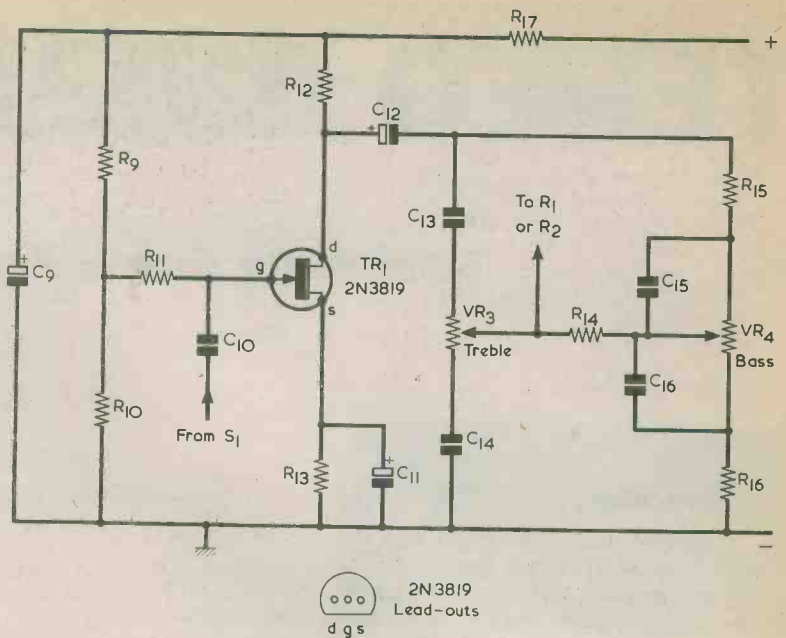 R17
+
R12
C12
R9
R15
C13
To R1
or R2
R11
d
g
TR1
2N3819
s
C9
C15
VR3
Treble
R14
VR4
Bass
C10
C16
R10
From S1
C14
R13
C11
R16
−
2N3819
Lead-outs
d g s